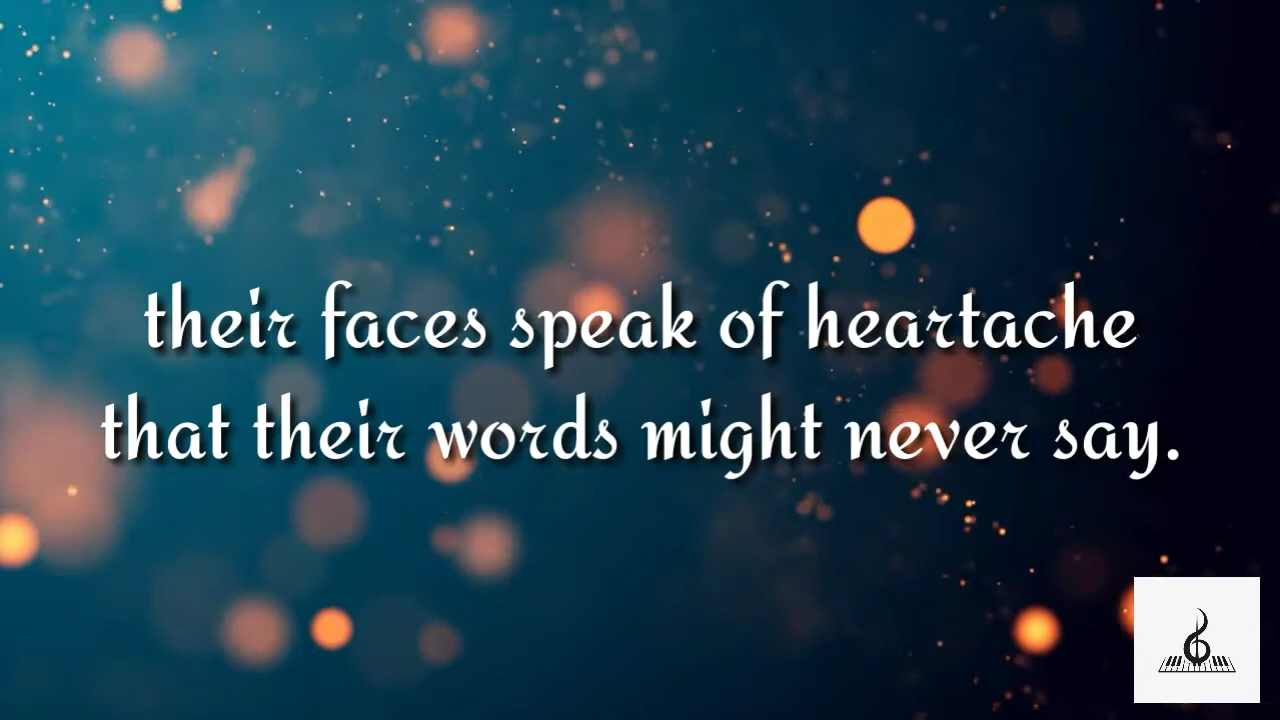 their faces speak of heartache
that their words might never say.